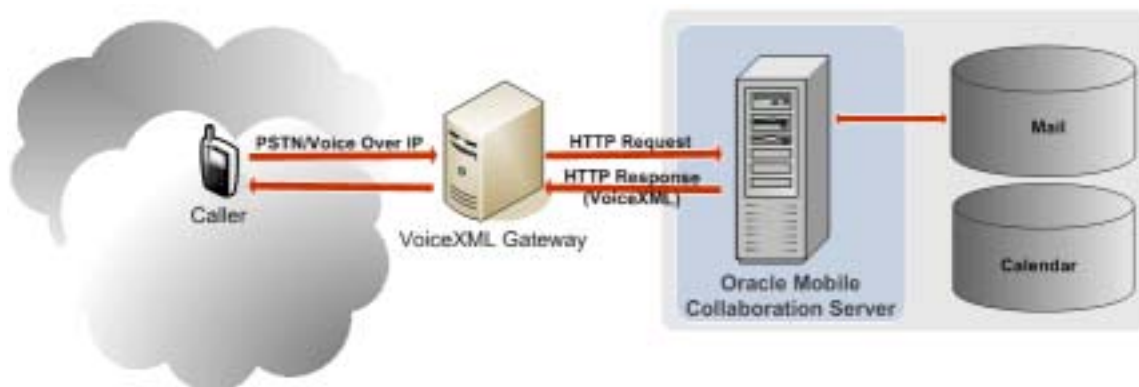 PSTN/Voice Over IP
Caller
VoiceXML Gateway
HTTP Request
HTTP Response
(VoiceXML)
Oracle Mobile
Collaboration Server
Mail
Calendar